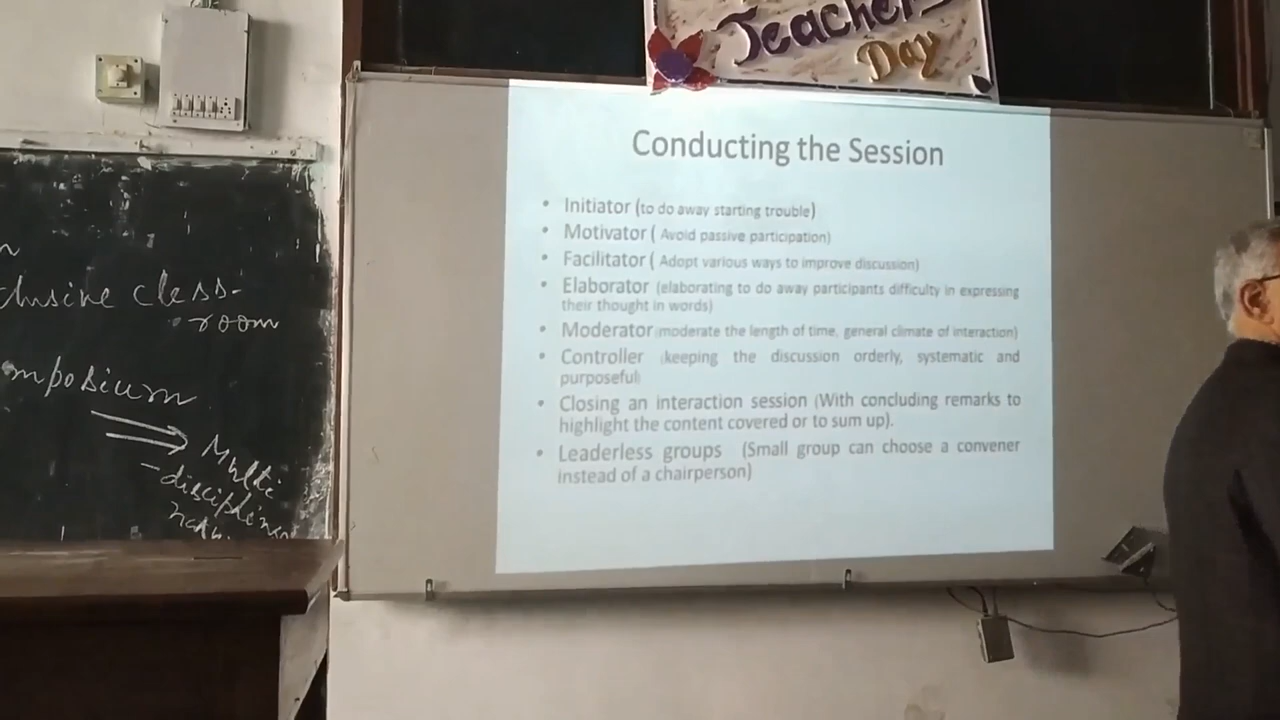 Teacher
Day
Conducting the Session
• Initiator (to do away starting trouble)
• Motivator ( Avoid passive participation)
• Facilitator ( Adopt various ways to improve discussion)
• Elaborator (elaborating to do away participants difficulty in expressing
their thought in words)
• Moderator (moderate the length of time, general climate of interaction)
• Controller (keeping the discussion orderly, systematic and
purposeful)
• Closing an interaction session (With concluding remarks to
highlight the content covered or to sum up).
• Leaderless groups (Small group can choose a convener
instead of a chairperson)
clusive class-
room
mposium
Multi
-disciplin